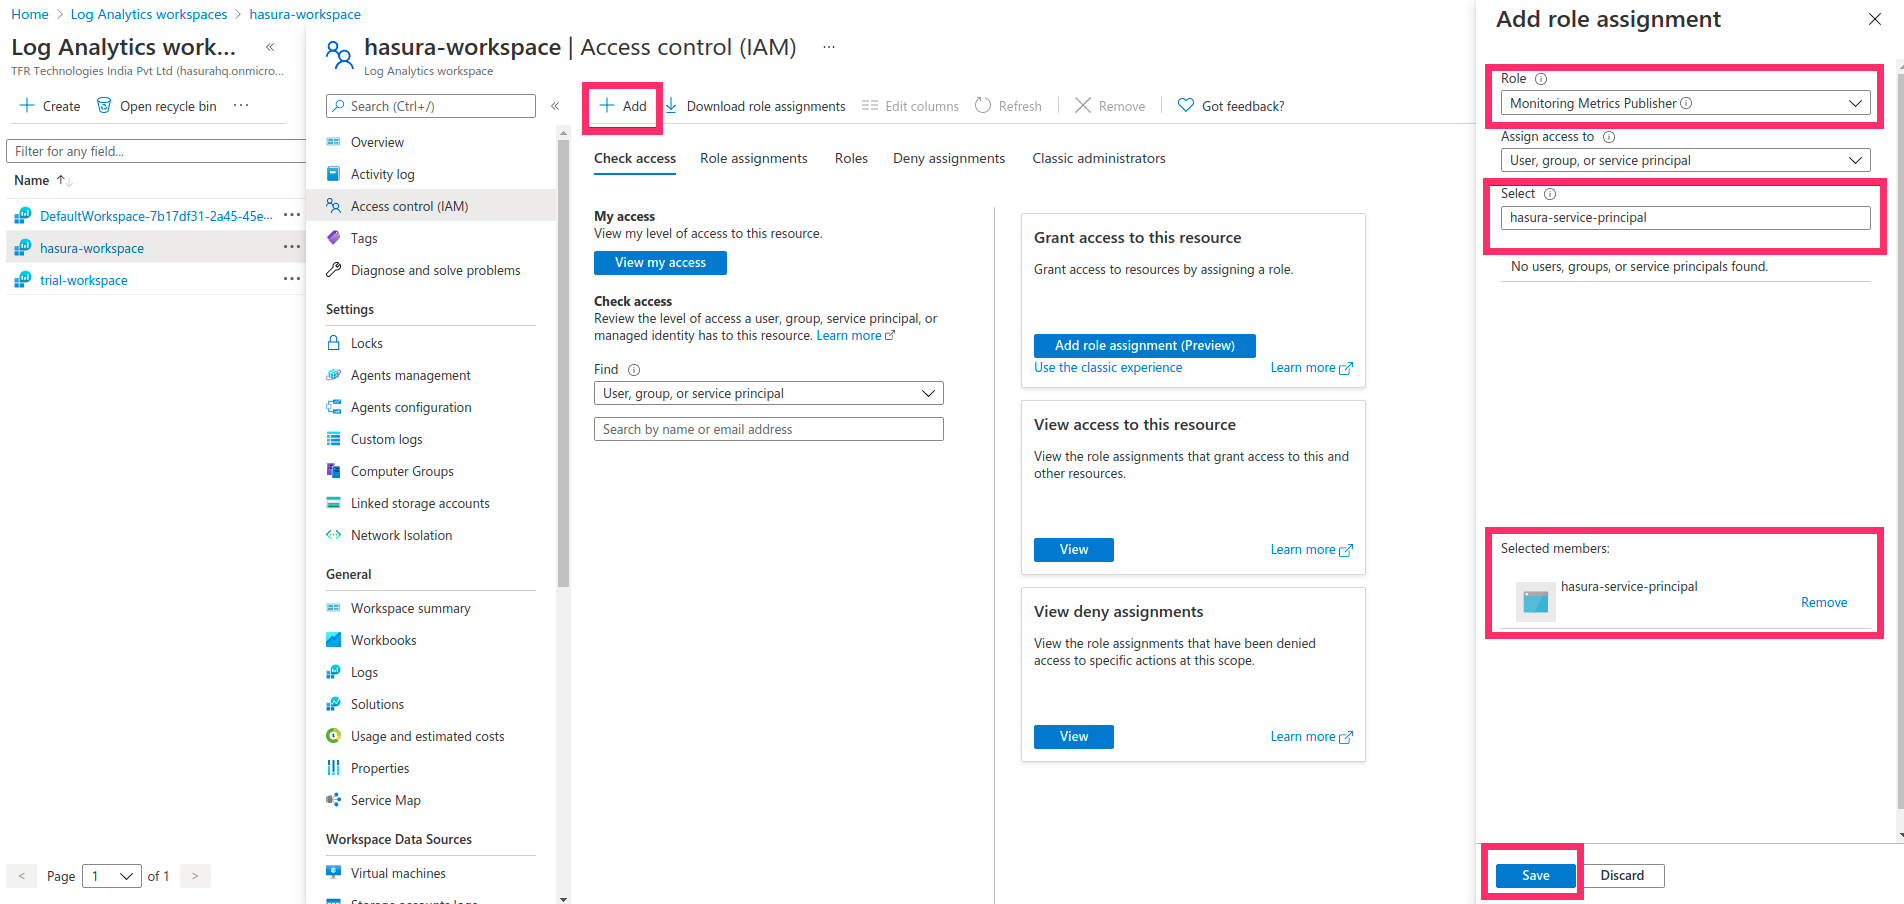 Home > Log Analytics workspaces > hasura-workspace
Log Analytics work... «
TFR Technologies India Pvt Ltd (hasurahq.onmicro...
+ Create Open recycle bin ...
Filter for any field...
Name ↑↓
DefaultWorkspace-7b17df31-2a45-45e... ...
hasura-workspace ...
trial-workspace ...
< Page 1 of 1 >
hasura-workspace | Access control (IAM) ...
Log Analytics workspace
Search (Ctrl+/) «
Overview
Activity log
Access control (IAM)
Tags
Diagnose and solve problems
Settings
Locks
Agents management
Agents configuration
Custom logs
Computer Groups
Linked storage accounts
Network Isolation
General
Workspace summary
Workbooks
Logs
Solutions
Usage and estimated costs
Properties
Service Map
Workspace Data Sources
Virtual machines
Storage accounts logs
+ Add Download role assignments Edit columns Refresh Remove Got feedback?
Check access Role assignments Roles Deny assignments Classic administrators
My access
View my level of access to this resource.
View my access
Check access
Review the level of access a user, group, service principal, or
managed identity has to this resource. Learn more
Find
User, group, or service principal
Search by name or email address
Grant access to this resource
Grant access to resources by assigning a role.
Add role assignment (Preview)
Use the classic experience Learn more
View access to this resource
View the role assignments that grant access to this and
other resources.
View Learn more
View deny assignments
View the role assignments that have been denied
access to specific actions at this scope.
View Learn more
Add role assignment
Role
Monitoring Metrics Publisher
Assign access to
User, group, or service principal
Select
hasura-service-principal
No users, groups, or service principals found.
Selected members:
hasura-service-principal
Remove
Save Discard